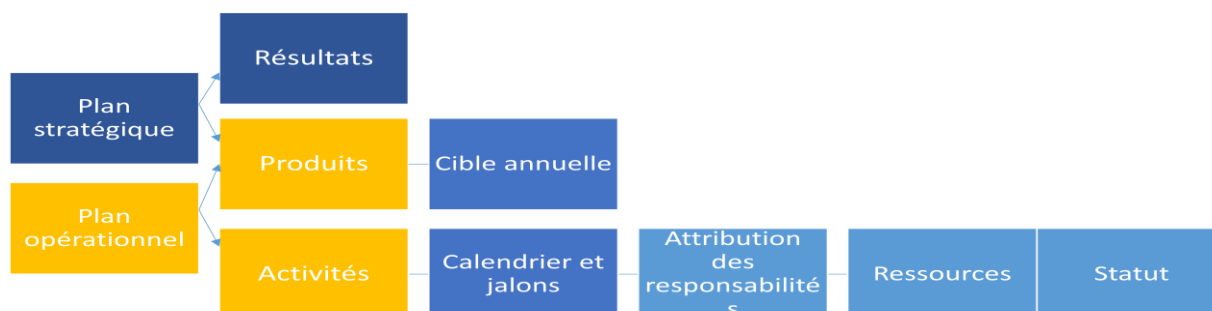 Résultats
Plan
stratégique
Produits
Cible annuelle
Plan
opérationnel
Activités
Calendrier et
jalons
Attribution
des
responsabilité
s
Ressources
Statut